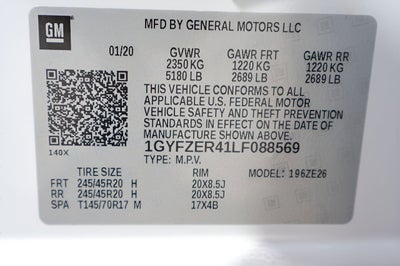 GM
MFD BY GENERAL MOTORS LLC
01/20 GVWR GAWR FRT GAWR RR
2350 KG 1220 KG 1220 KG
5180 LB 2689 LB 2689 LB
THIS VEHICLE CONFORMS TO ALL
APPLICABLE U.S. FEDERAL MOTOR
VEHICLE SAFETY, BUMPER, AND THEFT
PREVENTION STANDARDS IN EFFECT ON
THE DATE OF
MANUFACTURE SHOWN ABOVE.
1GYFZER41LF088569
TYPE: M.P.V.
140X
TIRE SIZE RIM MODEL: 196ZE26
FRT 245/45R20 H 20X8.5J
RR 245/45R20 H 20X8.5J
SPA T145/70R17 M 17X4B